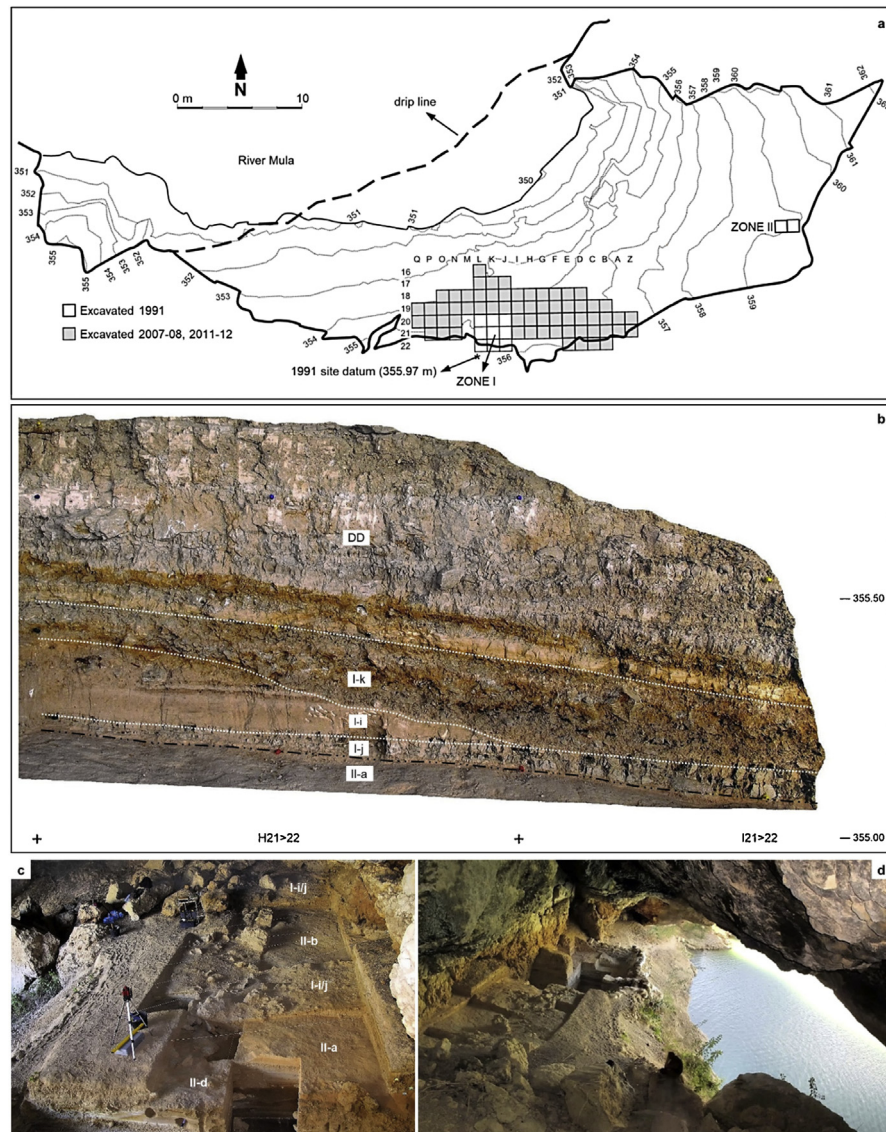 a
N
0 m
10
drip line
River Mula
353
352
351
354
355
356
357
358
359
360
361
362
361
360
359
358
357
350
351
351
351
352
353
354
355
355
354
353
352
352
353
354
355
356
ZONE II
Q P O N M L K J I H G F E D C B A Z
16
17
18
19
20
21
22
Excavated 1991
Excavated 2007-08, 2011-12
1991 site datum (355.97 m)
*
ZONE I
b
DD
355.50
I-k
I-i
I-j
II-a
355.00
H21>22
I21>22
c
I-i/j
II-b
I-i/j
II-a
II-d
d